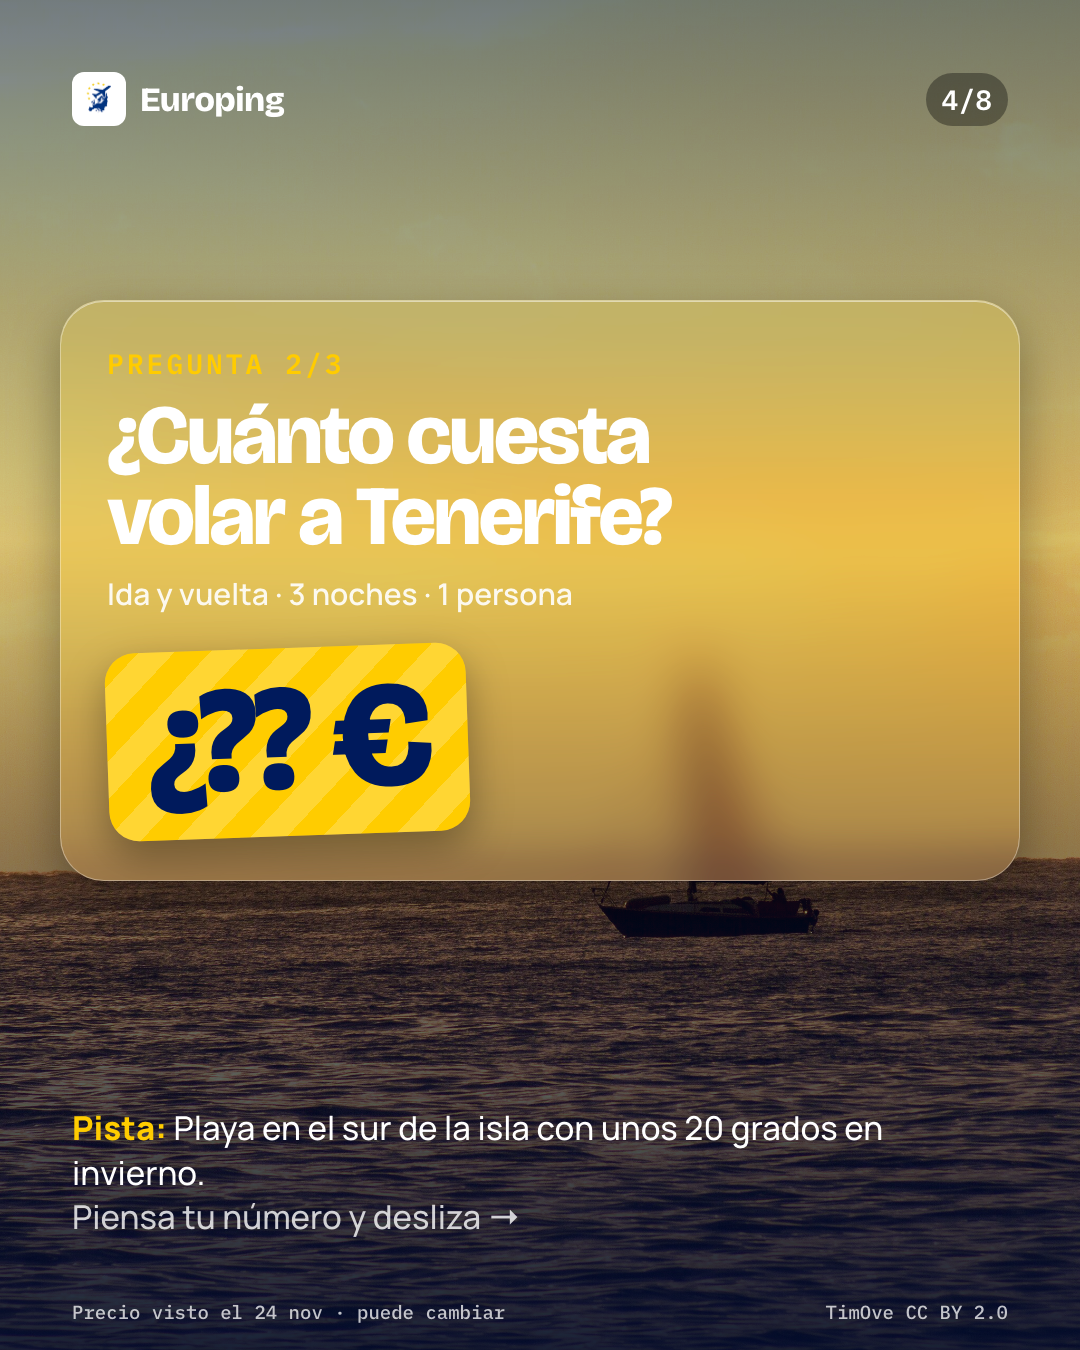 Europing
4/8
PREGUNTA 2/3
¿Cuánto cuesta
volar a Tenerife?
Ida y vuelta · 3 noches · 1 persona
¿?? €
Pista: Playa en el sur de la isla con unos 20 grados en
invierno.
Piensa tu número y desliza →
Precio visto el 24 nov · puede cambiar
TimOve CC BY 2.0